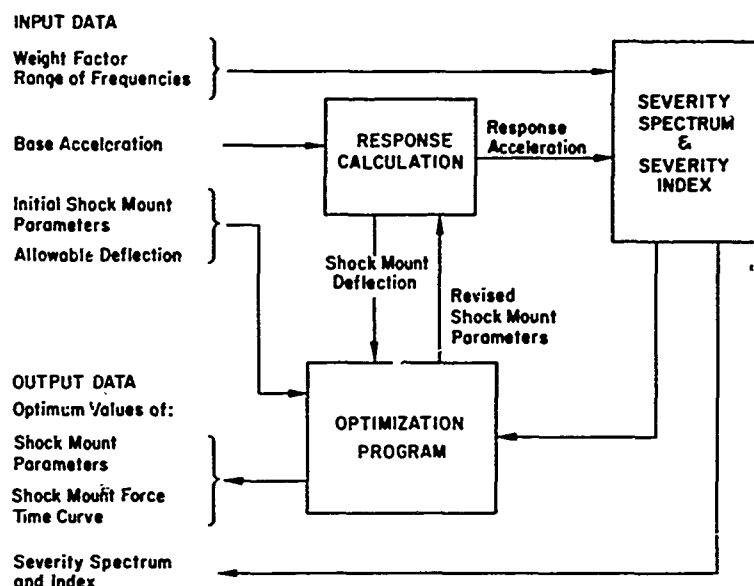 INPUT DATA
Weight Factor
Range of Frequencies
Base Acceleration
Initial Shock Mount
Parameters
Allowable Deflection
RESPONSE
CALCULATION
Response
Acceleration
SEVERITY
SPECTRUM
&
SEVERITY
INDEX
Shock Mount
Deflection
Revised
Shock Mount
Parameters
OPTIMIZATION
PROGRAM
OUTPUT DATA
Optimum Values of:
Shock Mount
Parameters
Shock Mount Force
Time Curve
Severity Spectrum
and Index